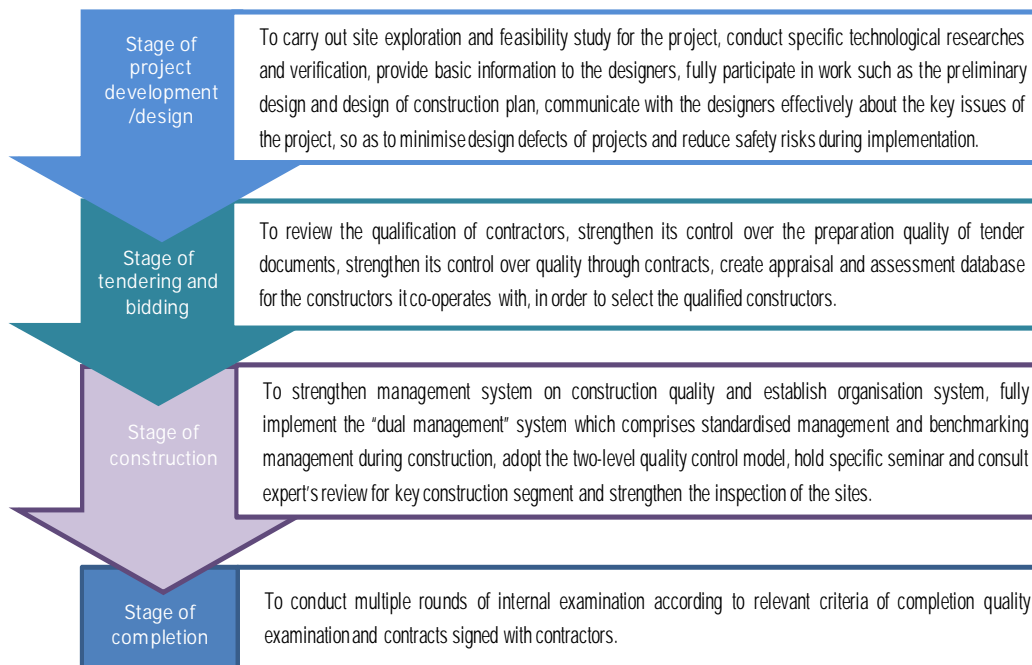 Stage of
project
development
/design
To carry out site exploration and feasibility study for the project, conduct specific technological researches
and verification, provide basic information to the designers, fully participate in work such as the preliminary
design and design of construction plan, communicate with the designers effectively about the key issues of
the project, so as to minimise design defects of projects and reduce safety risks during implementation.
Stage of
tendering and
bidding
To review the qualification of contractors, strengthen its control over the preparation quality of tender
documents, strengthen its control over quality through contracts, create appraisal and assessment database
for the constructors it co-operates with, in order to select the qualified constructors.
Stage of
construction
To strengthen management system on construction quality and establish organisation system, fully
implement the “dual management” system which comprises standardised management and benchmarking
management during construction, adopt the two-level quality control model, hold specific seminar and consult
expert’s review for key construction segment and strengthen the inspection of the sites.
Stage of
completion
To conduct multiple rounds of internal examination according to relevant criteria of completion quality
examination and contracts signed with contractors.